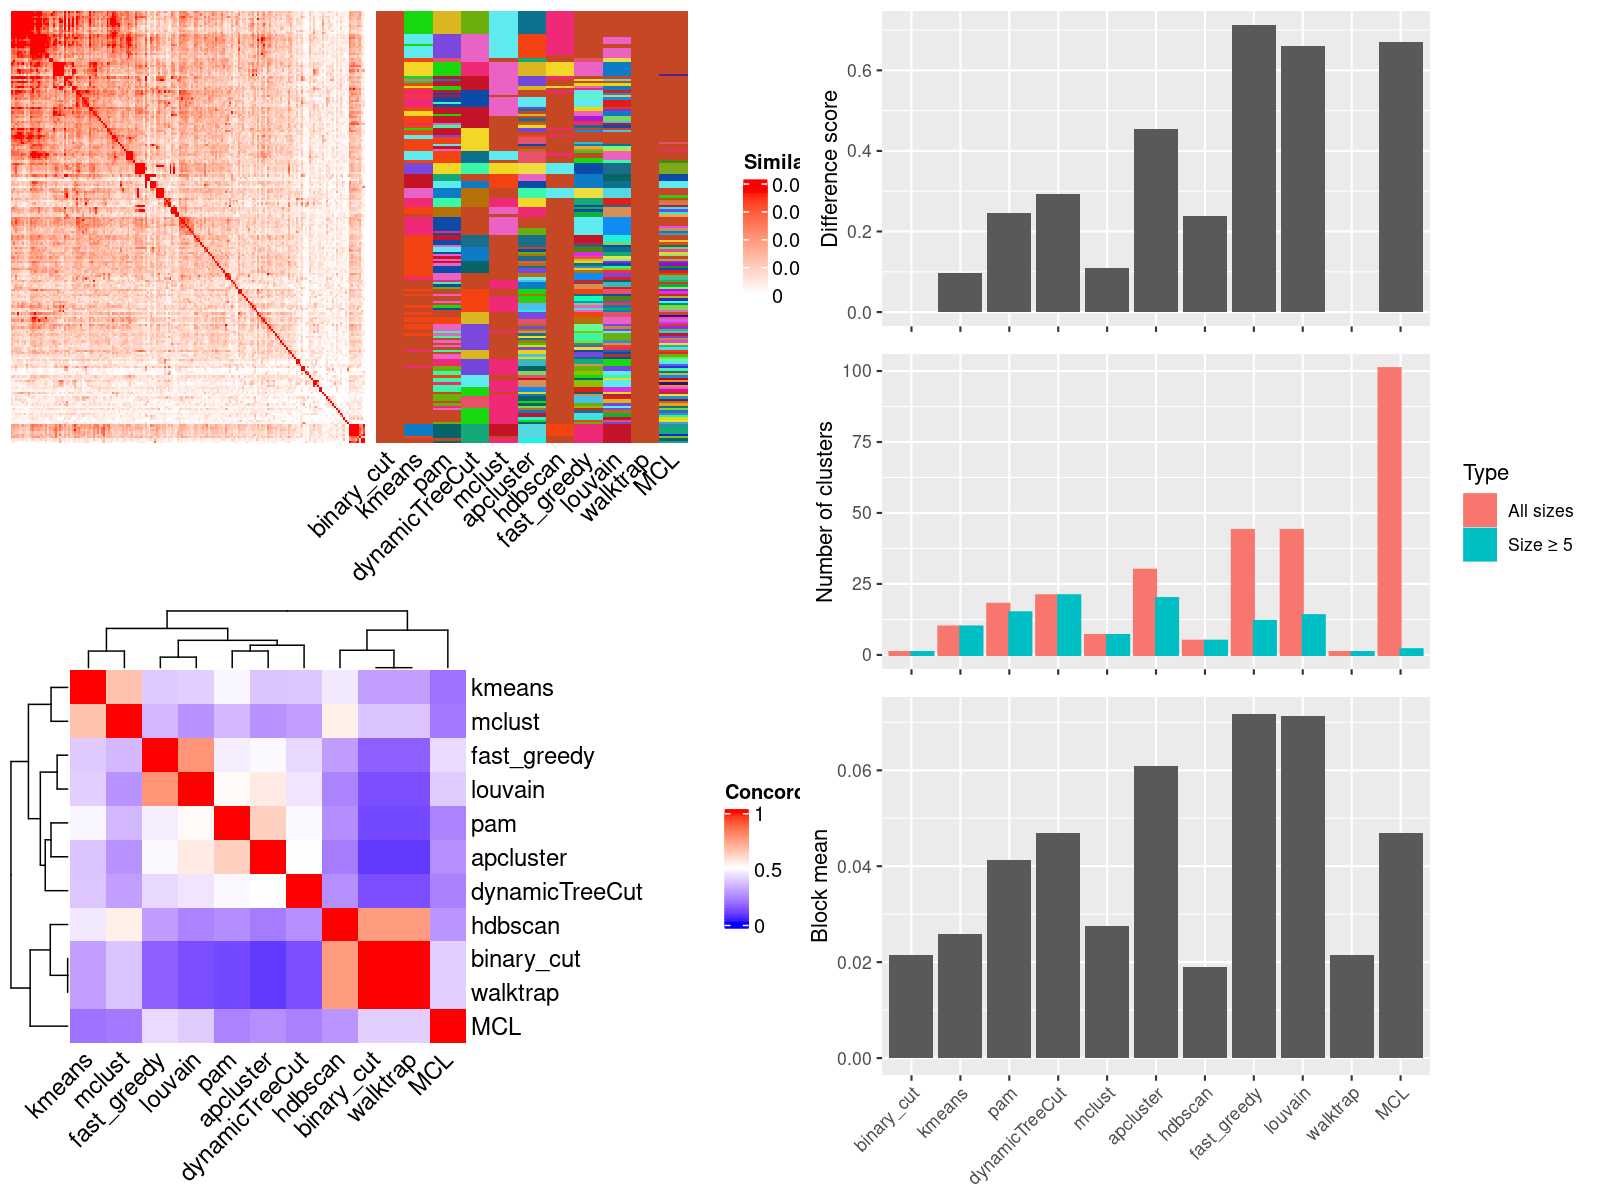 Simila
0.0
0.0
0.0
0.0
0
binary_cut
kmeans
pam
dynamicTreeCut
mclust
apcluster
hdbscan
fast_greedy
louvain
walktrap
MCL
kmeans
mclust
fast_greedy
louvain
pam
apcluster
dynamicTreeCut
hdbscan
binary_cut
walktrap
MCL
kmeans
mclust
fast_greedy
louvain
pam
apcluster
dynamicTreeCut
hdbscan
binary_cut
walktrap
MCL
Concord
1
0.5
0
Difference score
0.6
0.4
0.2
0.0
Number of clusters
100
75
50
25
0
Type
All sizes
Size ≥ 5
Block mean
0.06
0.04
0.02
0.00
binary_cut
kmeans
pam
dynamicTreeCut
mclust
apcluster
hdbscan
fast_greedy
louvain
walktrap
MCL